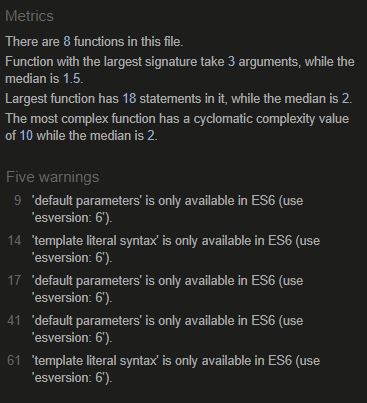 Metrics
There are 8 functions in this file.
Function with the largest signature take 3 arguments, while the
median is 1.5.
Largest function has 18 statements in it, while the median is 2.
The most complex function has a cyclomatic complexity value
of 10 while the median is 2.
Five warnings
9 'default parameters' is only available in ES6 (use
'esversion: 6').
14 'template literal syntax' is only available in ES6 (use
'esversion: 6').
17 'default parameters' is only available in ES6 (use
'esversion: 6').
41 'default parameters' is only available in ES6 (use
'esversion: 6').
61 'template literal syntax' is only available in ES6 (use
'esversion: 6').